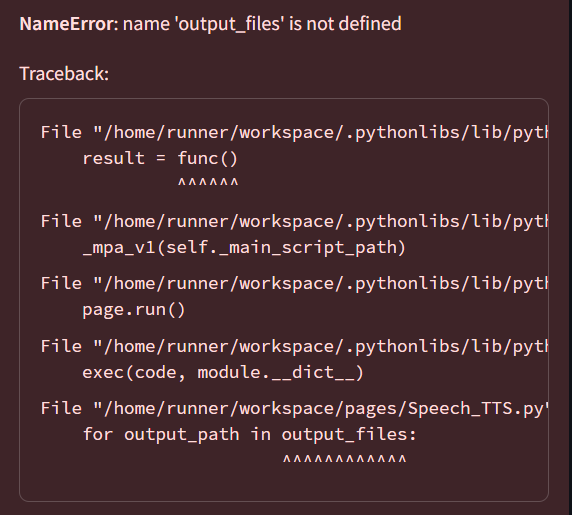 NameError: name 'output_files' is not defined
Traceback:
File "/home/runner/workspace/.pythonlibs/lib/pyth
result = func()
^^^^^^
File "/home/runner/workspace/.pythonlibs/lib/pyth
_mpa_v1(self._main_script_path)
File "/home/runner/workspace/.pythonlibs/lib/pyth
page.run()
File "/home/runner/workspace/.pythonlibs/lib/pyth
exec(code, module.__dict__)
File "/home/runner/workspace/pages/Speech_TTS.py"
for output_path in output_files:
^^^^^^^^^^^^